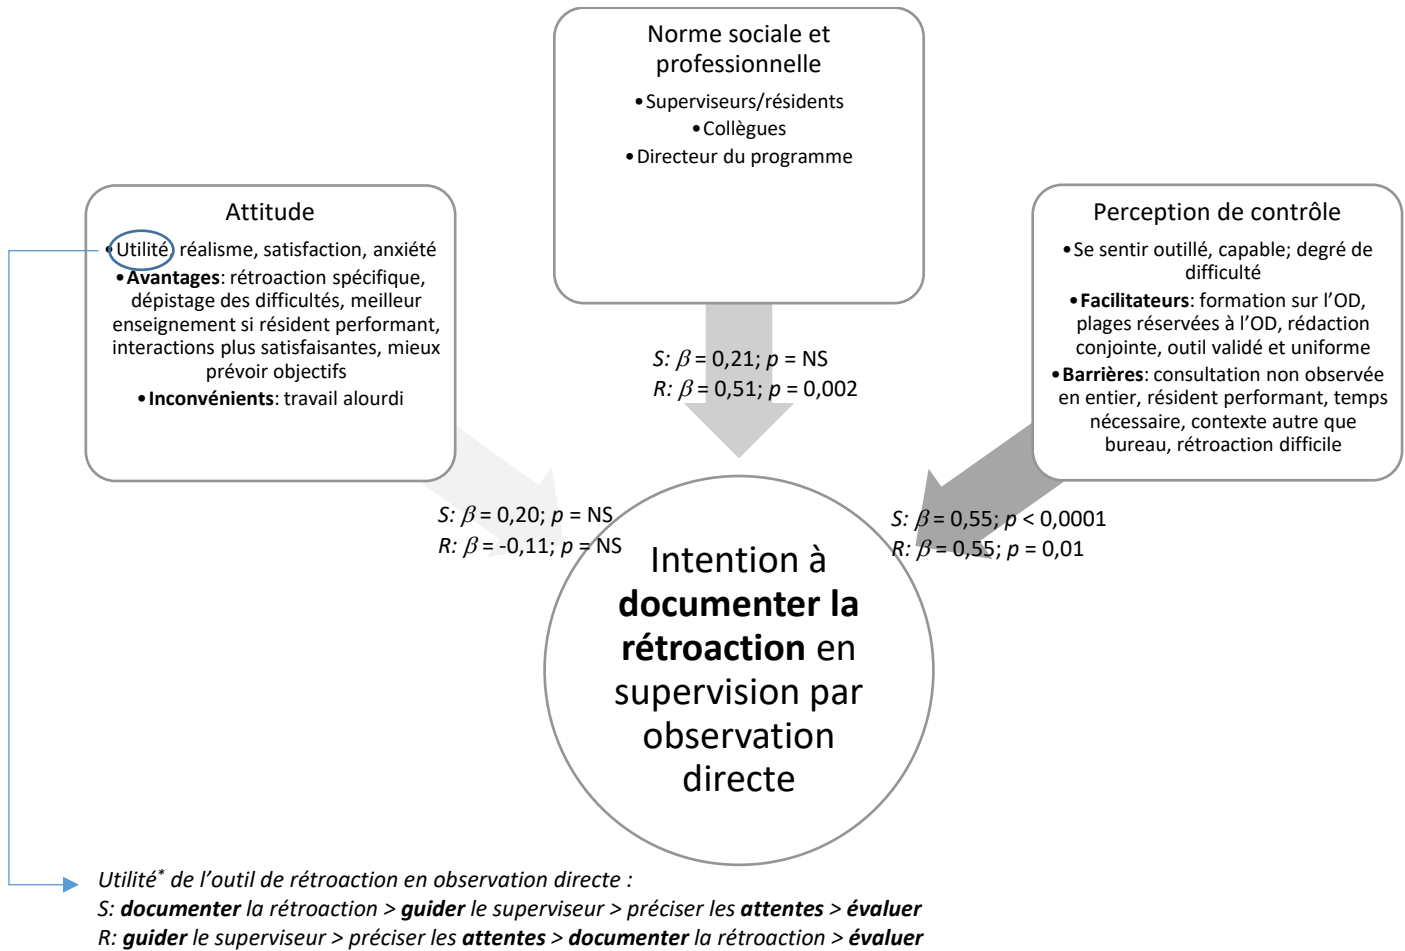 Norme sociale et
professionnelle
•Superviseurs/résidents
•Collègues
•Directeur du programme
Attitude
•Utilité, réalisme, satisfaction, anxiété
•Avantages: rétroaction spécifique,
dépistage des difficultés, meilleur
enseignement si résident performant,
interactions plus satisfaisantes, mieux
prévoir objectifs
•Inconvénients: travail alourdi
Perception de contrôle
•Se sentir outillé, capable; degré de
difficulté
•Facilitateurs: formation sur l’OD,
plages réservées à l’OD, rédaction
conjointe, outil validé et uniforme
•Barrières: consultation non observée
en entier, résident performant, temps
nécessaire, contexte autre que
bureau, rétroaction difficile
S: β = 0,21; p = NS
R: β = 0,51; p = 0,002
S: β = 0,20; p = NS
R: β = -0,11; p = NS
S: β = 0,55; p < 0,0001
R: β = 0,55; p = 0,01
Intention à
documenter la
rétroaction en
supervision par
observation
directe
Utilité* de l’outil de rétroaction en observation directe :
S: documenter la rétroaction > guider le superviseur > préciser les attentes > évaluer
R: guider le superviseur > préciser les attentes > documenter la rétroaction > évaluer